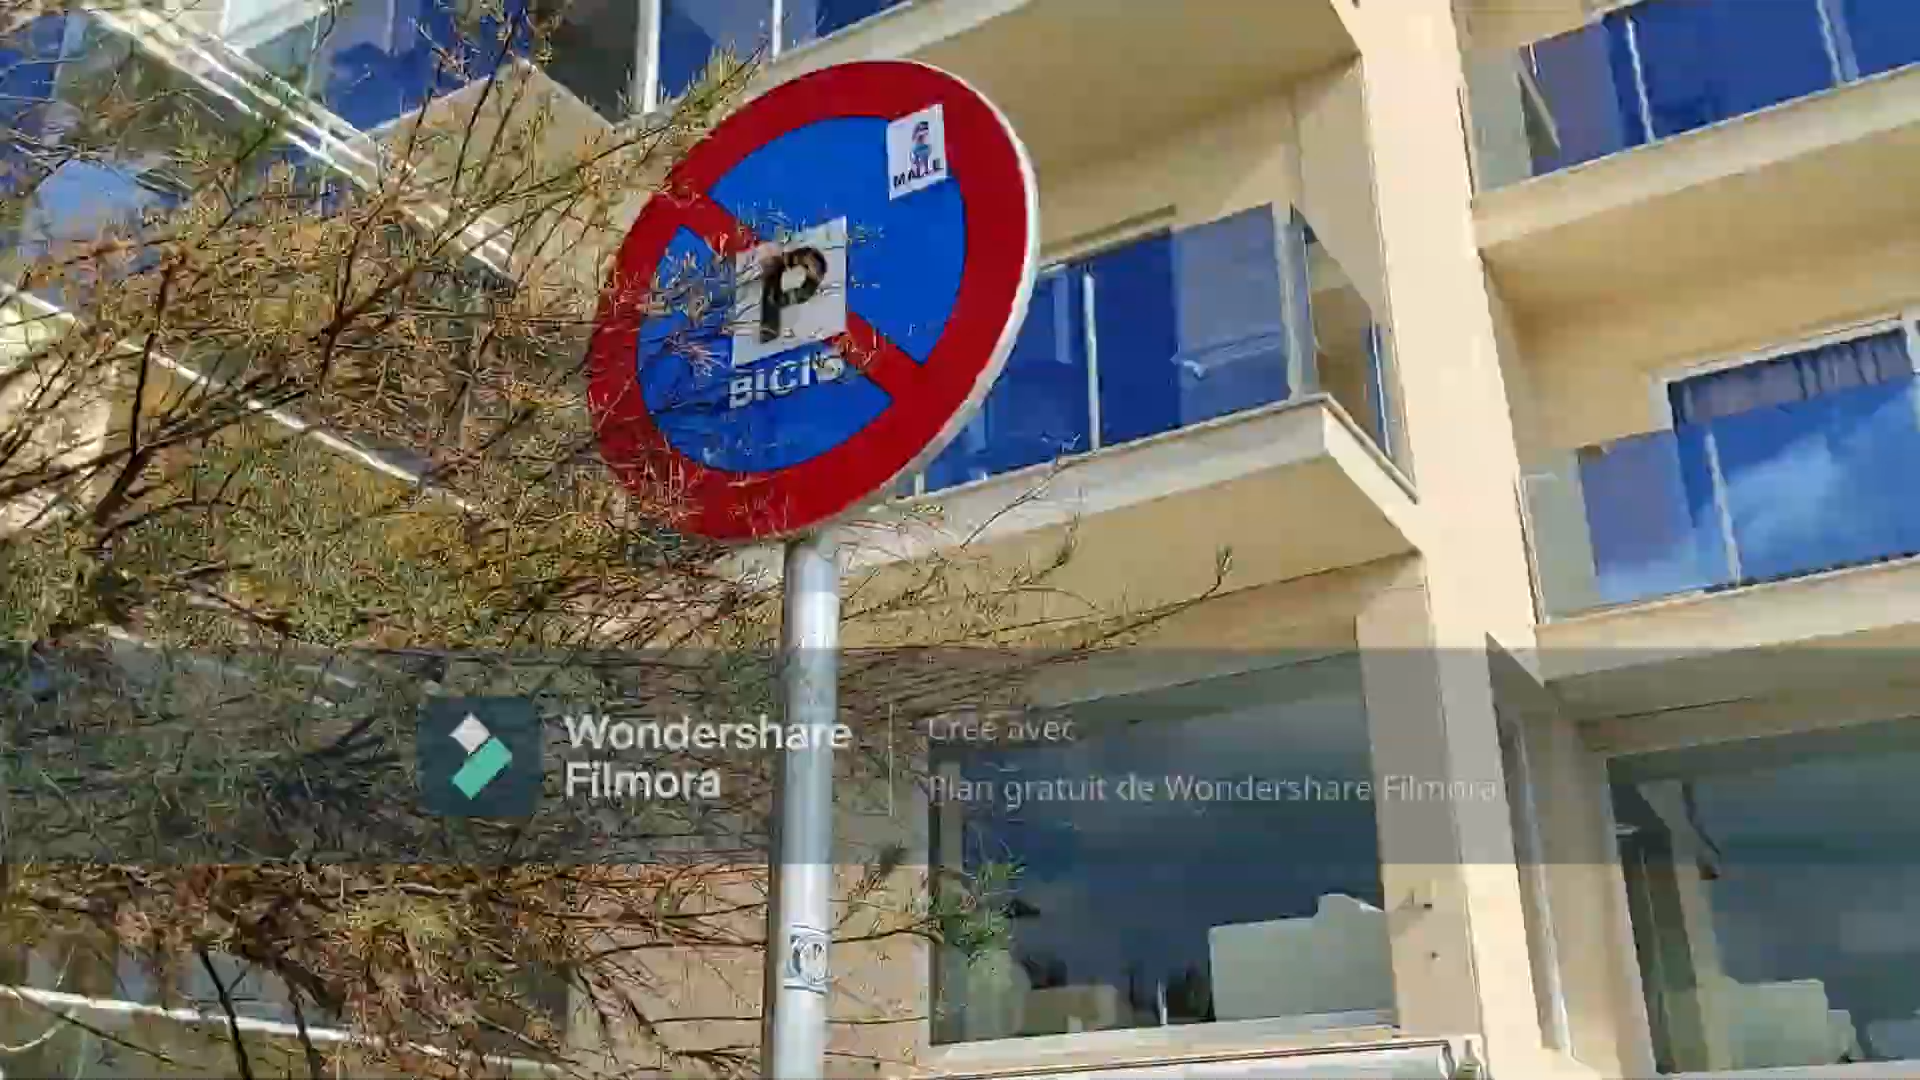 MALLE
P
BICIS
Wondershare
Filmora
Créé avec
Plan gratuit de Wondershare Filmora